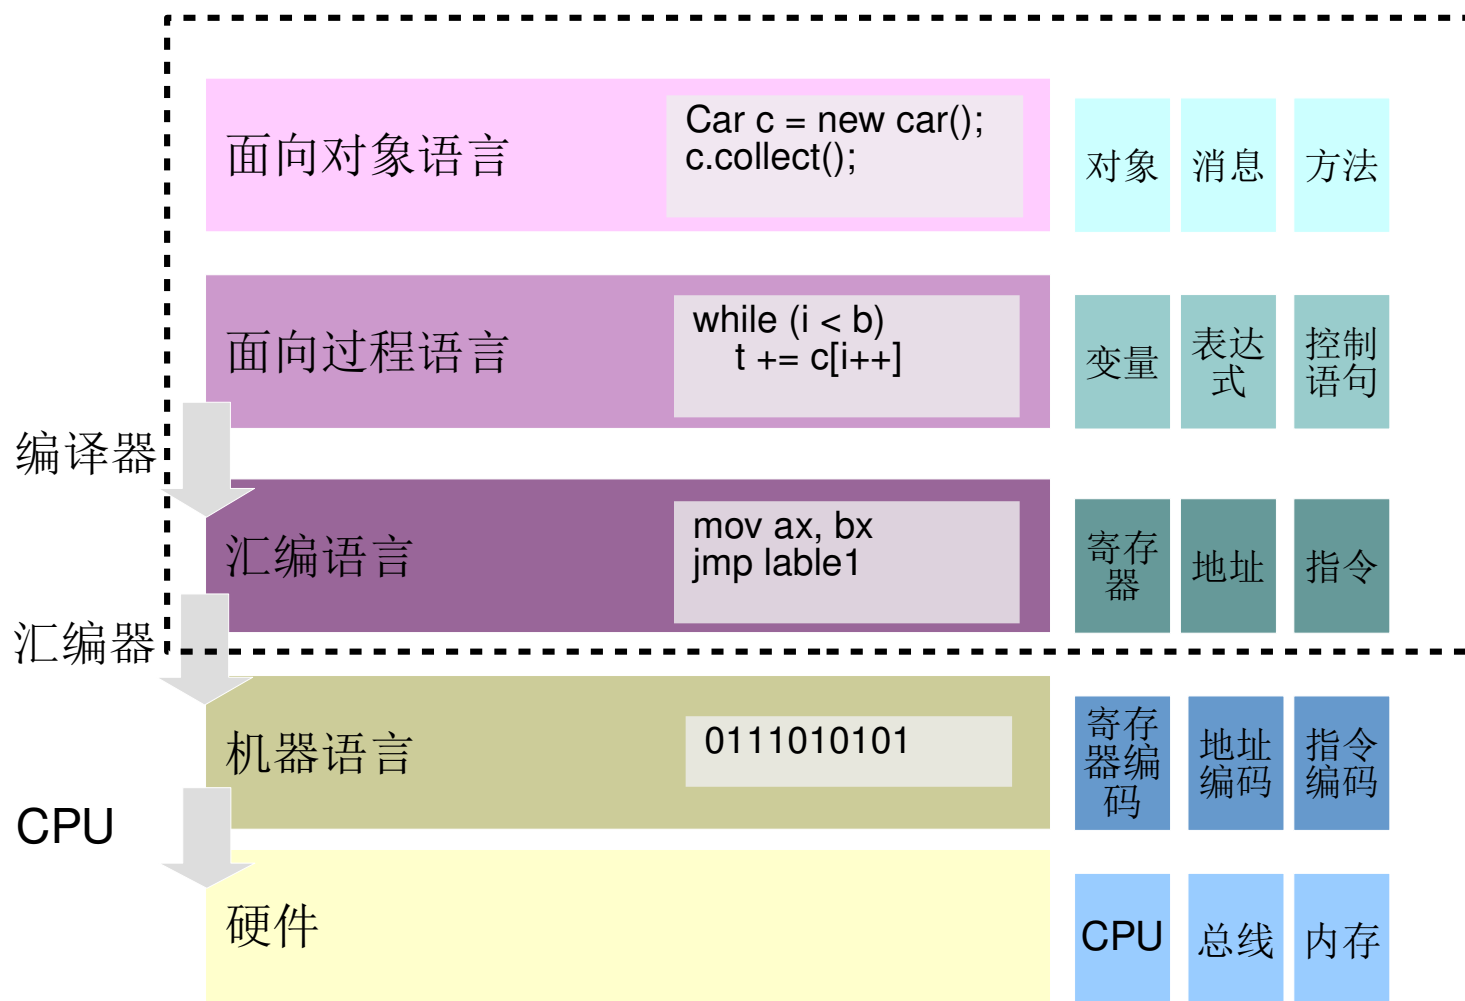 面向对象语言
Car c = new car();
c.collect();
对象
消息
方法
面向过程语言
while (i < b)
t += c[i++]
变量
表达
式
控制
语句
编译器
汇编语言
mov ax, bx
jmp lable1
寄存
器
地址
指令
汇编器
机器语言
0111010101
寄存
器编
码
地址
编码
指令
编码
CPU
硬件
CPU
总线
内存